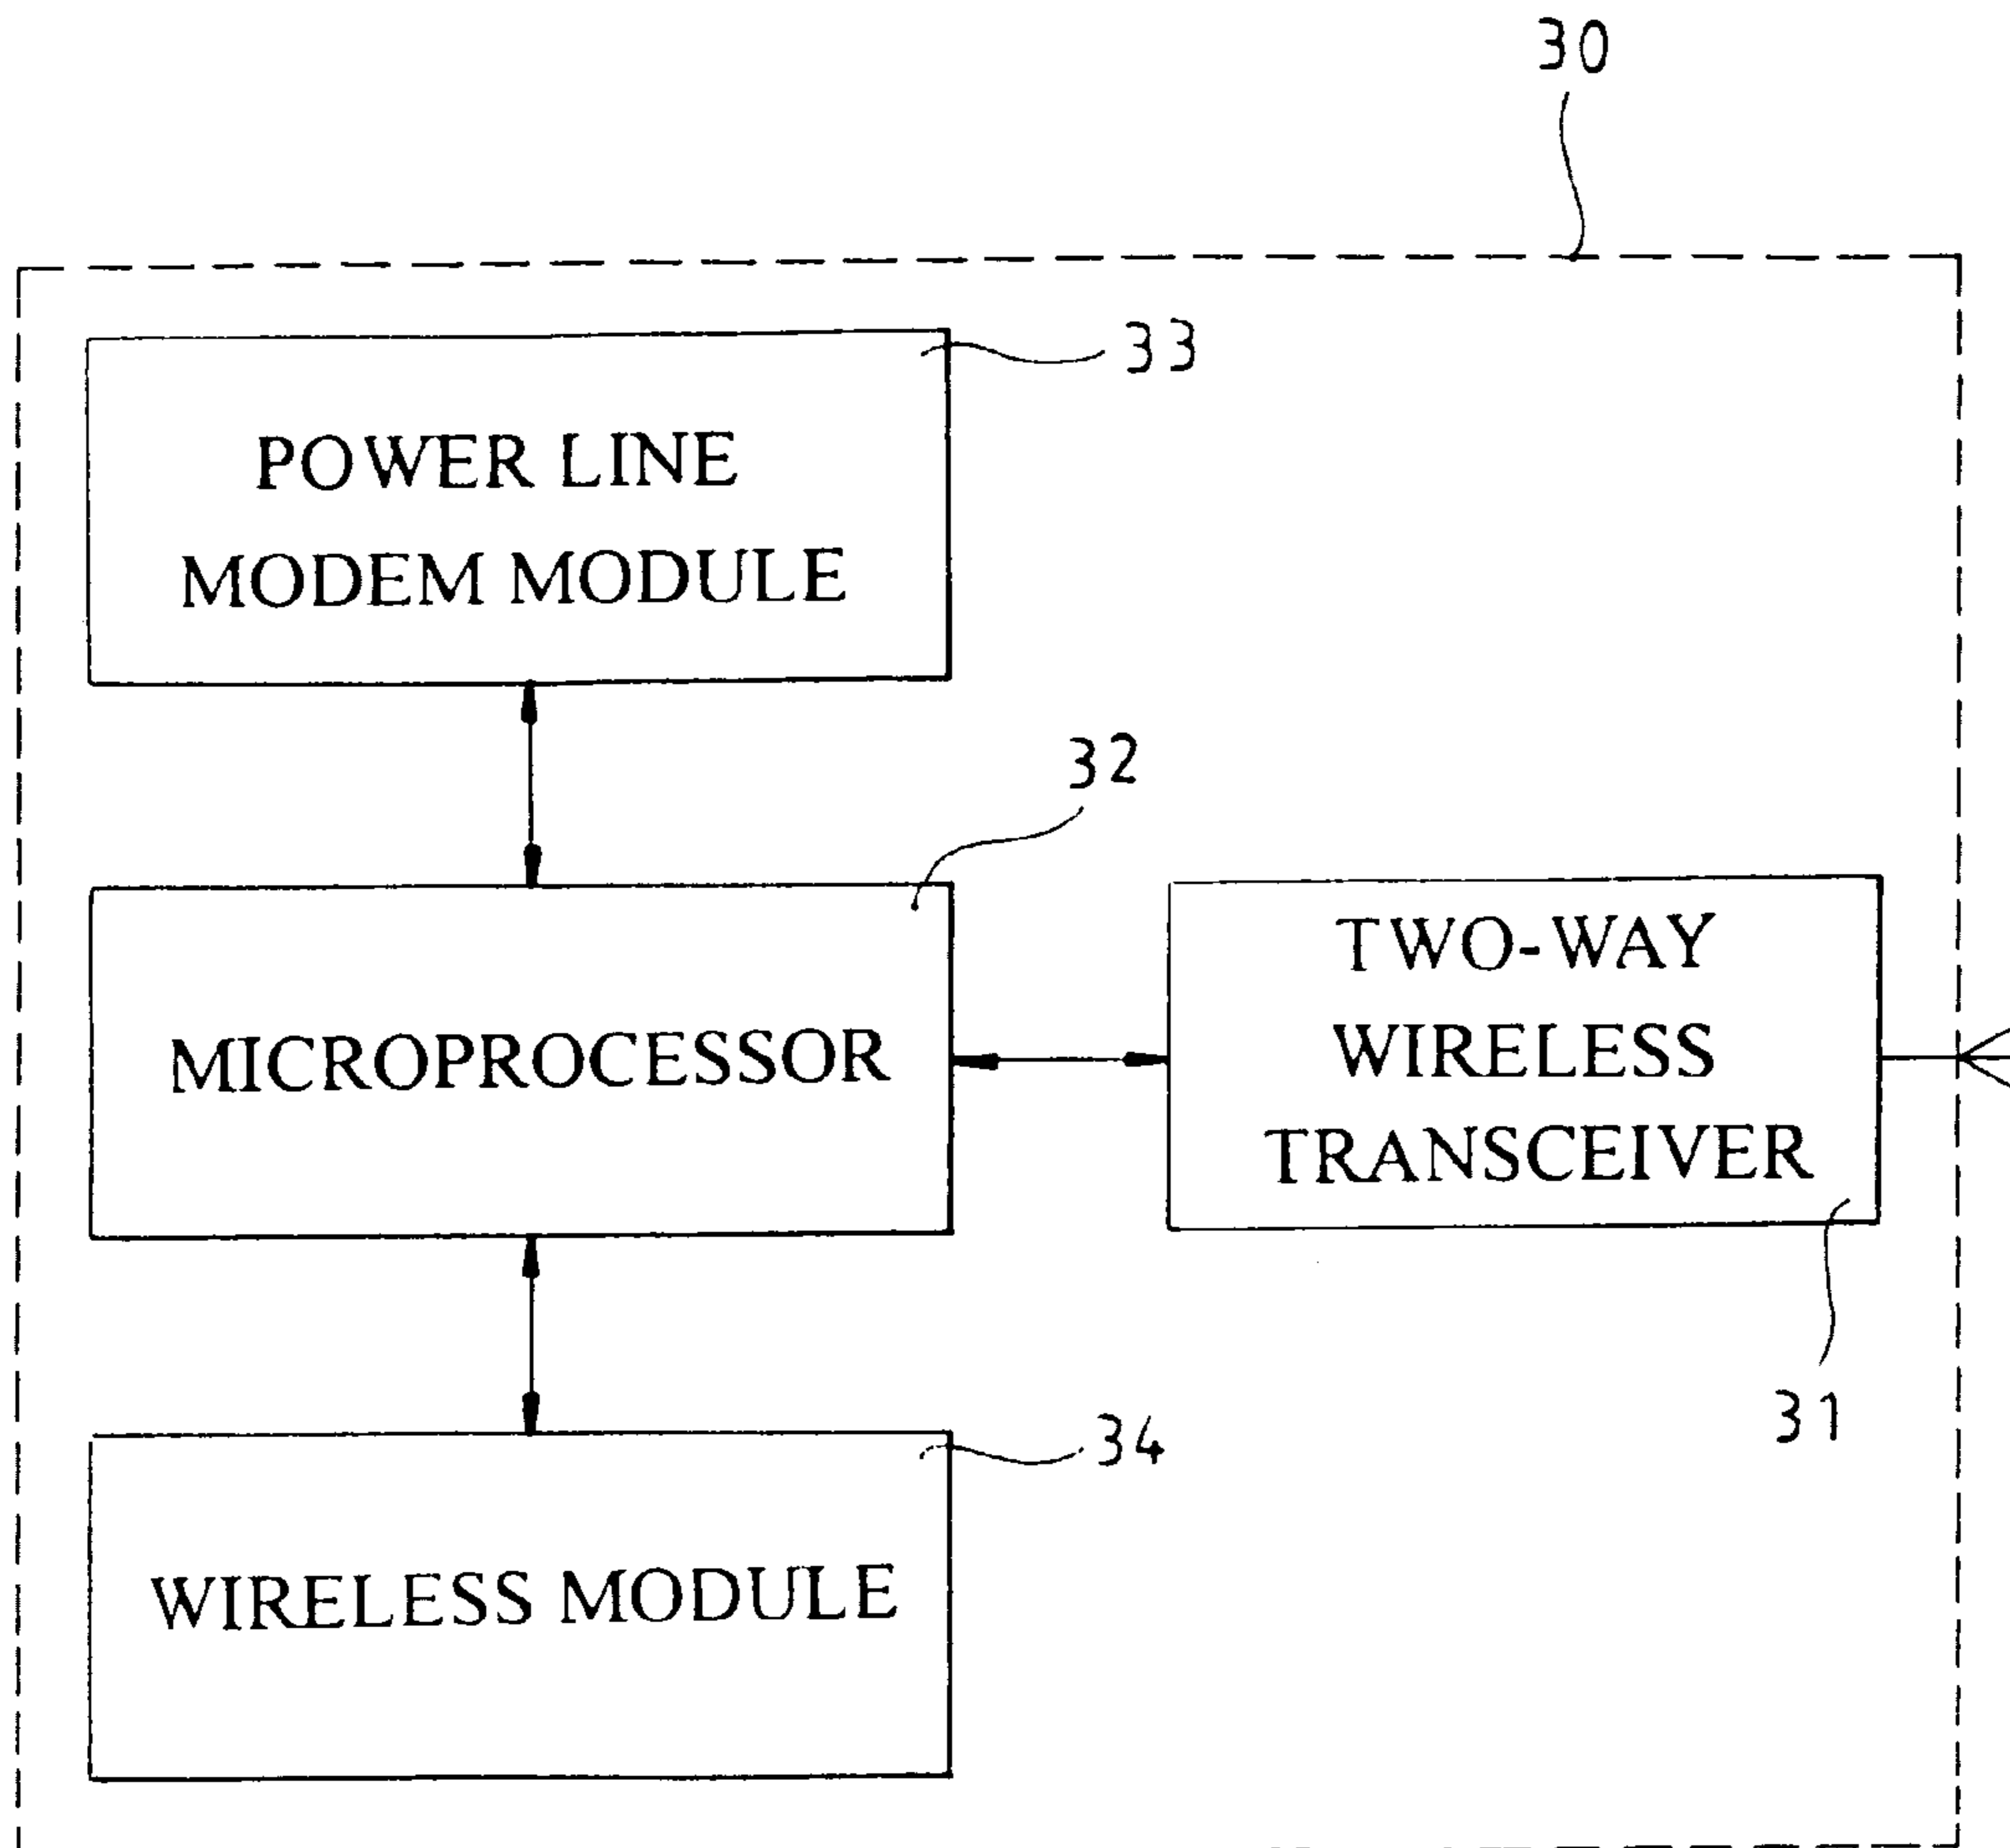 30
33
POWER LINE
MODEM MODULE
32
MICROPROCESSOR
TWO-WAY
WIRELESS
TRANSCEIVER
31
34
WIRELESS MODULE